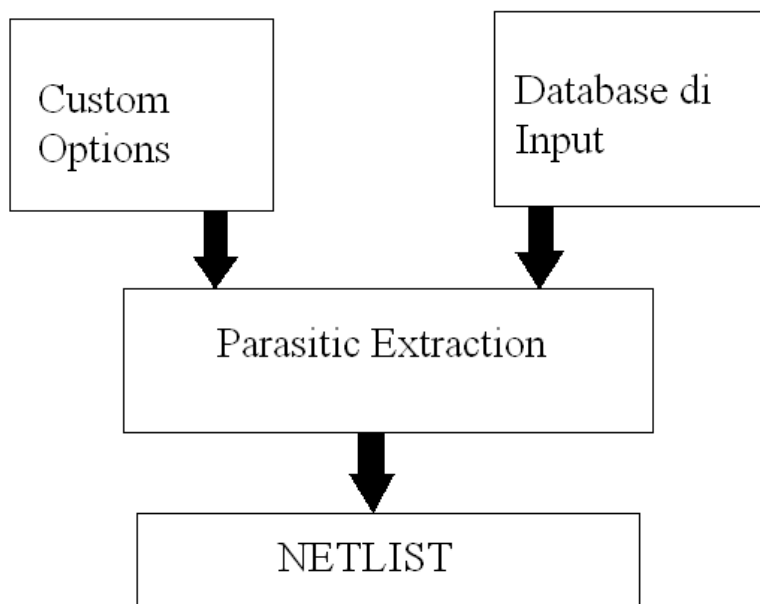 Custom
Options
Database di
Input
Parasitic Extraction
NETLIST